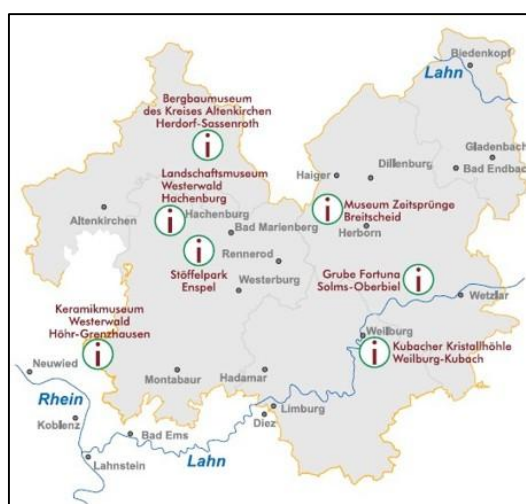 Biedenkopf
Lahn
Bergbaumuseum
des Kreises Altenkirchen
Herdorf-Sassenroth
i
Gladenbach
Bad Endbach
Dillenburg
Haiger
Landschaftsmuseum
Westerwald
Hachenburg
i
Hachenburg
Altenkirchen
Bad Marienberg
i
Museum Zeitsprünge
Breitscheid
Herborn
i
Stöffelpark
Enspel
Rennerod
Westerburg
Grube Fortuna
Solms-Oberbiel
i
Wetzlar
Keramikmuseum
Westerwald
Höhr-Grenzhausen
i
Weilburg
i
Kubacher Kristallhöhle
Weilburg-Kubach
Neuwied
Montabaur
Hadamar
Rhein
Koblenz
Limburg
Diez
Bad Ems
Lahn
Lahnstein